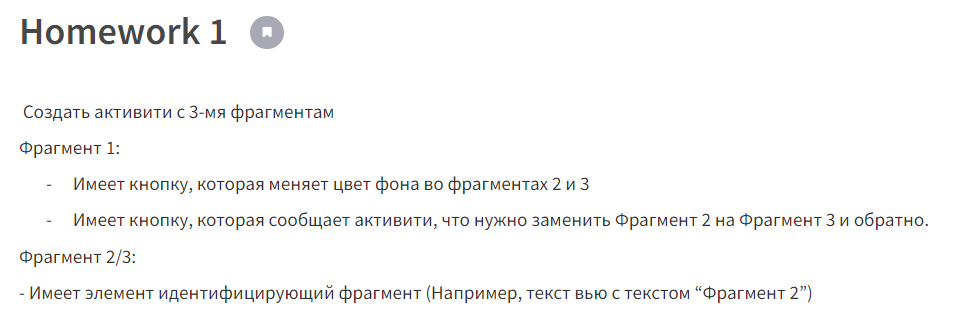 Homework 1
Создать активити с 3-мя фрагментам
Фрагмент 1:
- Имеет кнопку, которая меняет цвет фона во фрагментах 2 и 3
- Имеет кнопку, которая сообщает активити, что нужно заменить Фрагмент 2 на Фрагмент 3 и обратно.
Фрагмент 2/3:
- Имеет элемент идентифицирующий фрагмент (Например, текст вью с текстом “Фрагмент 2”)